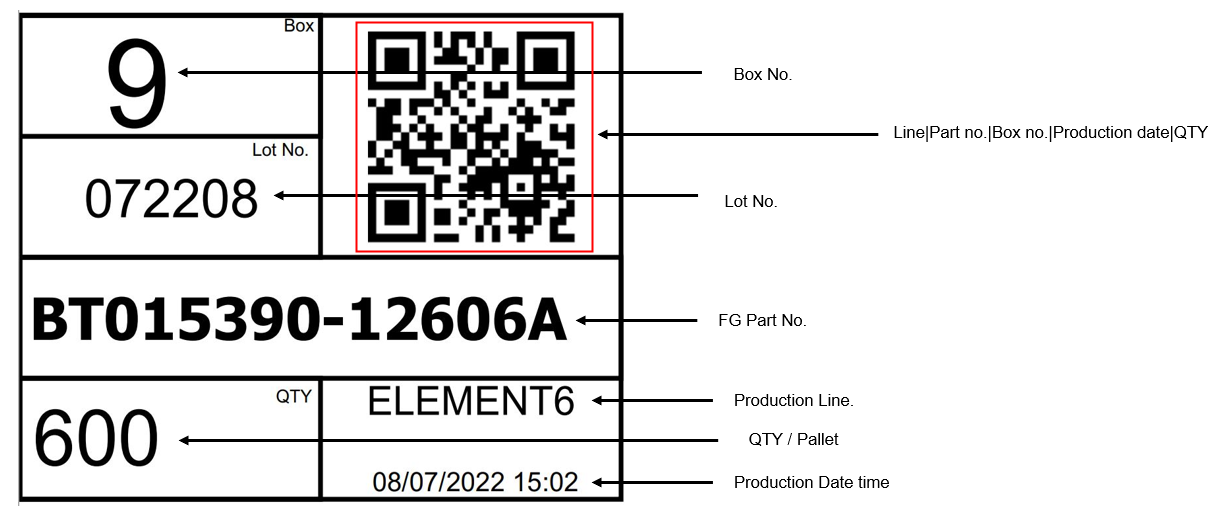 Box
9
Box No.
Line|Part no.|Box no.|Production date|QTY
Lot No.
072208
Lot No.
BT015390-12606A
FG Part No.
QTY
600
ELEMENT6
Production Line.
QTY / Pallet
08/07/2022 15:02
Production Date time